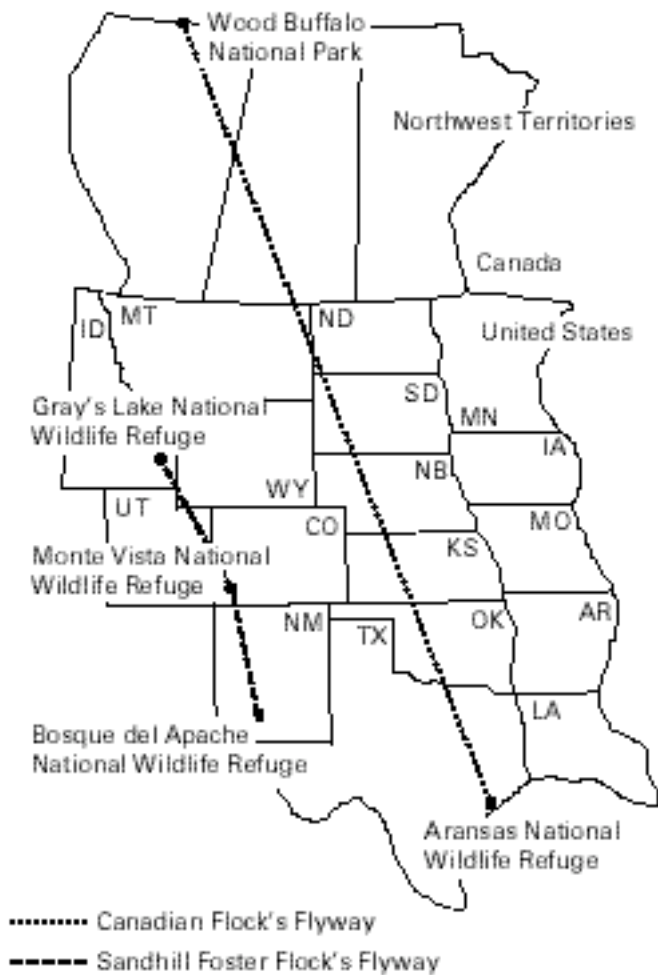 Wood Buffalo
National Park
Northwest Territories
Canada
United States
ID
MT
ND
Gray's Lake National
Wildlife Refuge
SD
MN
IA
WY
NB
UT
CO
KS
MO
Monte Vista National
Wildlife Refuge
NM
TX
OK
AR
LA
Bosque del Apache
National Wildlife Refuge
Aransas National
Wildlife Refuge
Canadian Flock's Flyway
Sandhill Foster Flock's Flyway